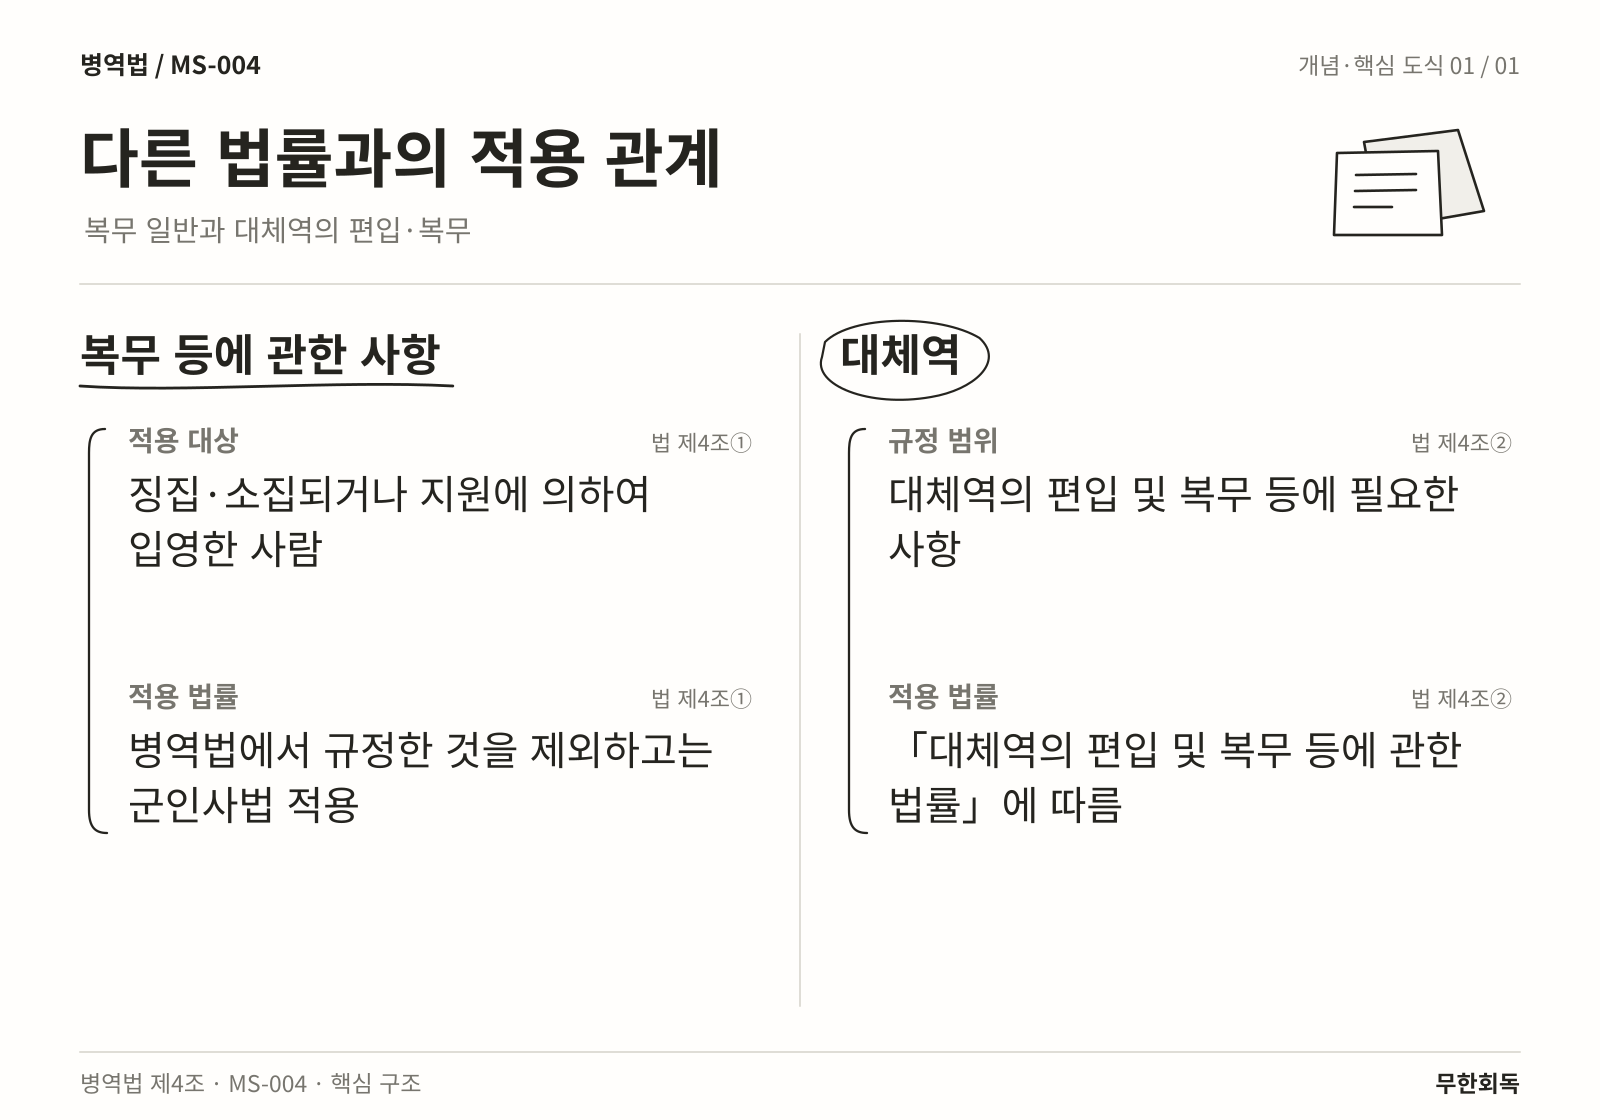 병역법 / MS-004
개념·핵심 도식 01 / 01
다른 법률과의 적용 관계
복무 일반과 대체역의 편입·복무
복무 등에 관한 사항
적용 대상
법 제4조①
징집·소집되거나 지원에 의하여
입영한 사람
적용 법률
법 제4조①
병역법에서 규정한 것을 제외하고는
군인사법 적용
대체역
규정 범위
법 제4조②
대체역의 편입 및 복무 등에 필요한
사항
적용 법률
법 제4조②
「대체역의 편입 및 복무 등에 관한
법률」에 따름
병역법 제4조 · MS-004 · 핵심 구조
무한회독